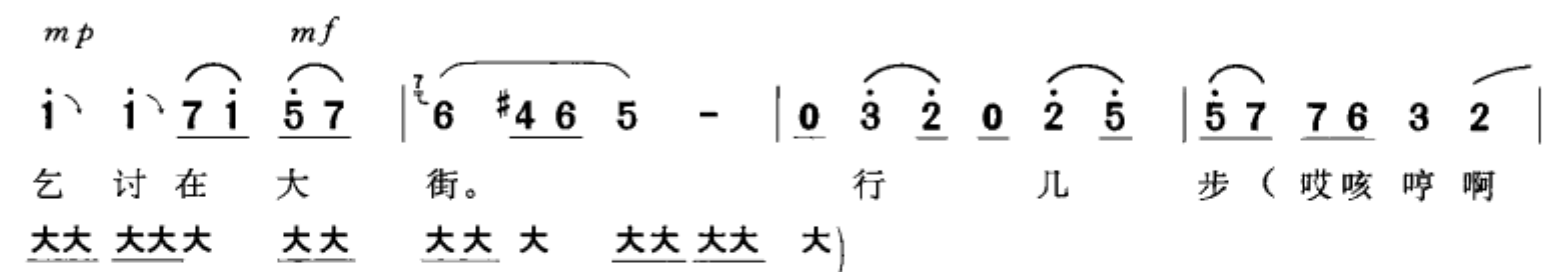 mp mf
i i 7 i 5 7 | 7 6 #4 6 5 - | 0 3 2 0 2 5 | 5 7 7 6 3 2 |
乞 讨 在 大 街。 行 几 步 ( 哎 咳 哼 啊
大大 大大大 大大 大大 大 大大 大大 大)